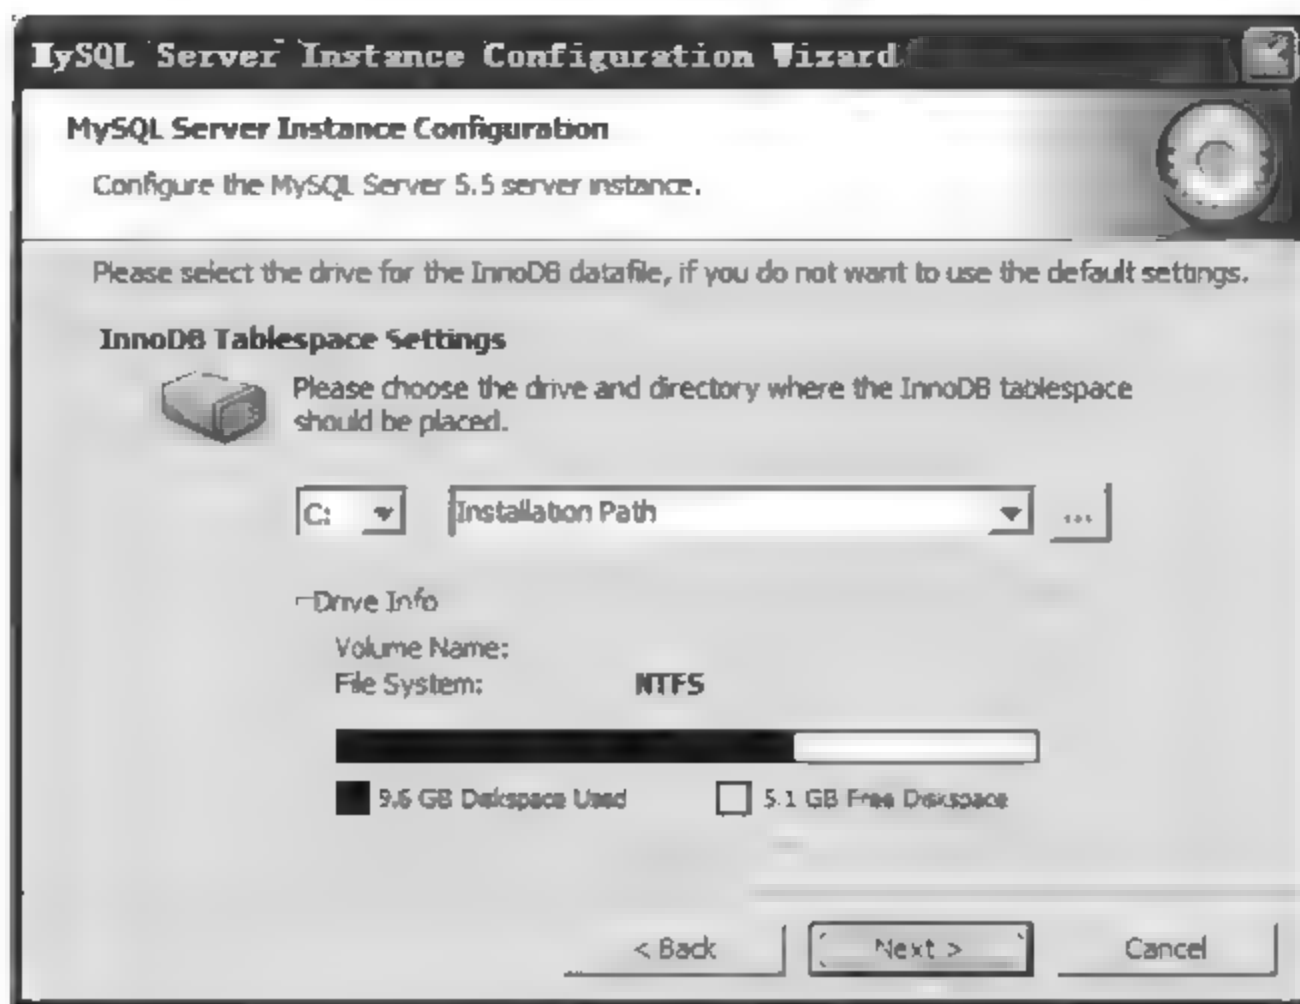 MySQL Server Instance Configuration Wizard
MySQL Server Instance Configuration
Configure the MySQL Server 5.5 server instance.
Please select the drive for the InnoDB datafile, if you do not want to use the default settings.
InnoDB Tablespace Settings
Please choose the drive and directory where the InnoDB tablespace
should be placed.
C: Installation Path ...
Drive Info
Volume Name:
File System: NTFS
9.6 GB Diskspace Used 5.1 GB Free Diskspace
< Back Next > Cancel